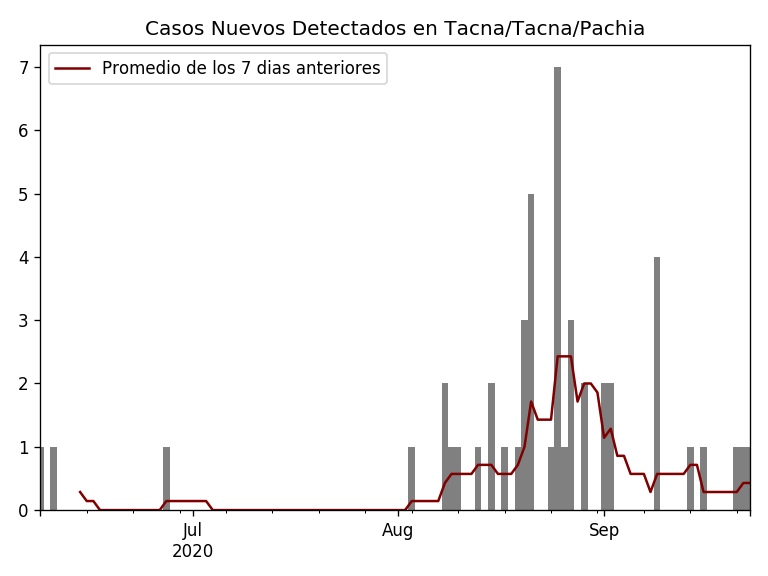 Casos Nuevos Detectados en Tacna/Tacna/Pachia
Promedio de los 7 dias anteriores
7
6
5
4
3
2
1
0
Jul
2020
Aug
Sep